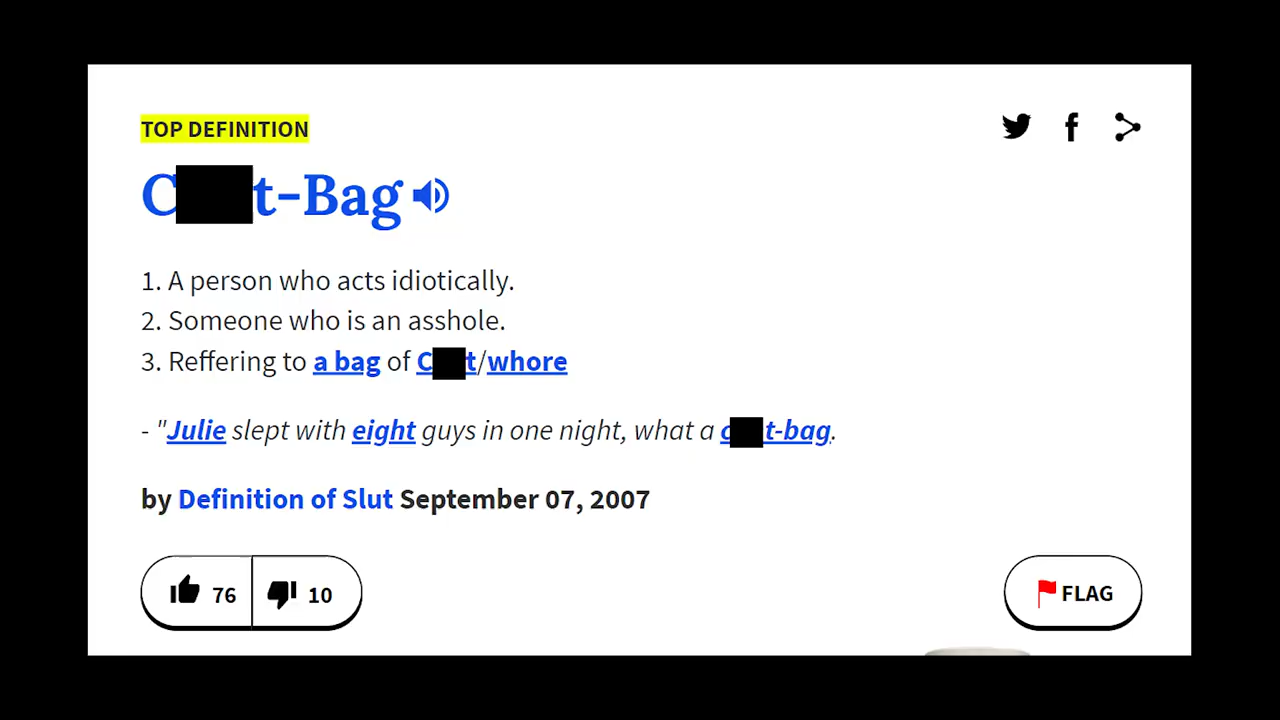 TOP DEFINITION
C t-Bag
1. A person who acts idiotically.
2. Someone who is an asshole.
3. Reffering to a bag of C t/whore
- "Julie slept with eight guys in one night, what a c t-bag.
by Definition of Slut September 07, 2007
76 10
FLAG